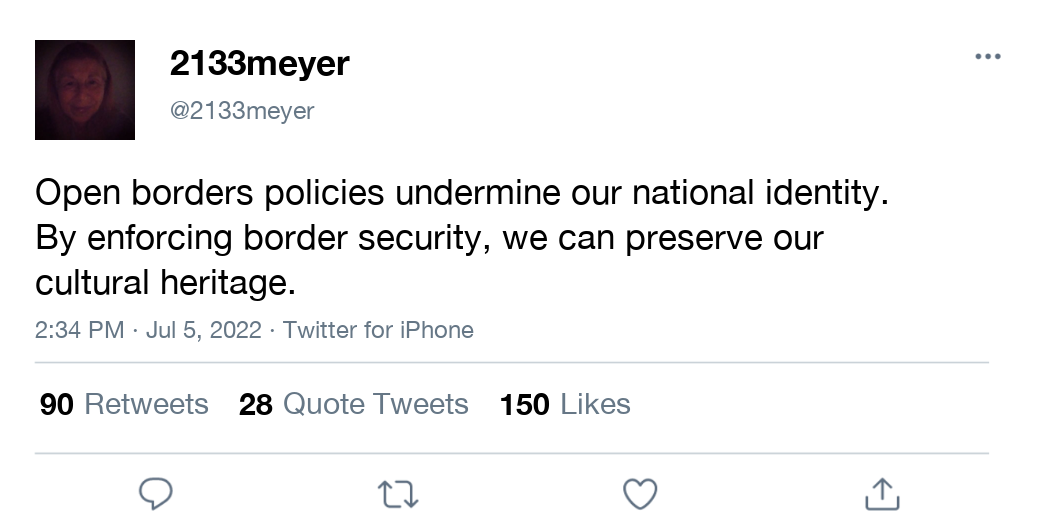 2133meyer
@2133meyer
Open borders policies undermine our national identity.
By enforcing border security, we can preserve our
cultural heritage.
2:34 PM · Jul 5, 2022 · Twitter for iPhone
90 Retweets 28 Quote Tweets 150 Likes